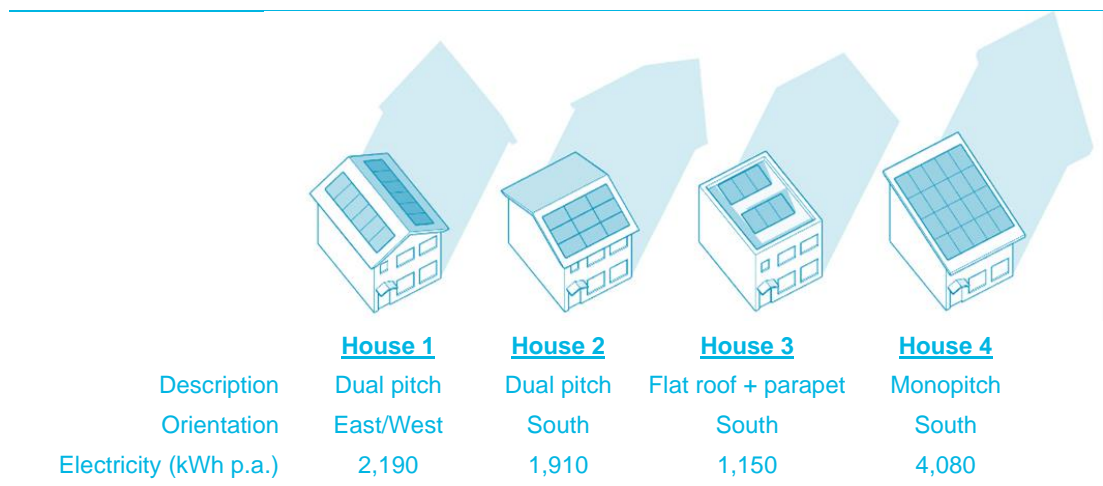 House 1 House 2 House 3 House 4
Description Dual pitch Dual pitch Flat roof + parapet Monopitch
Orientation East/West South South South
Electricity (kWh p.a.) 2,190 1,910 1,150 4,080